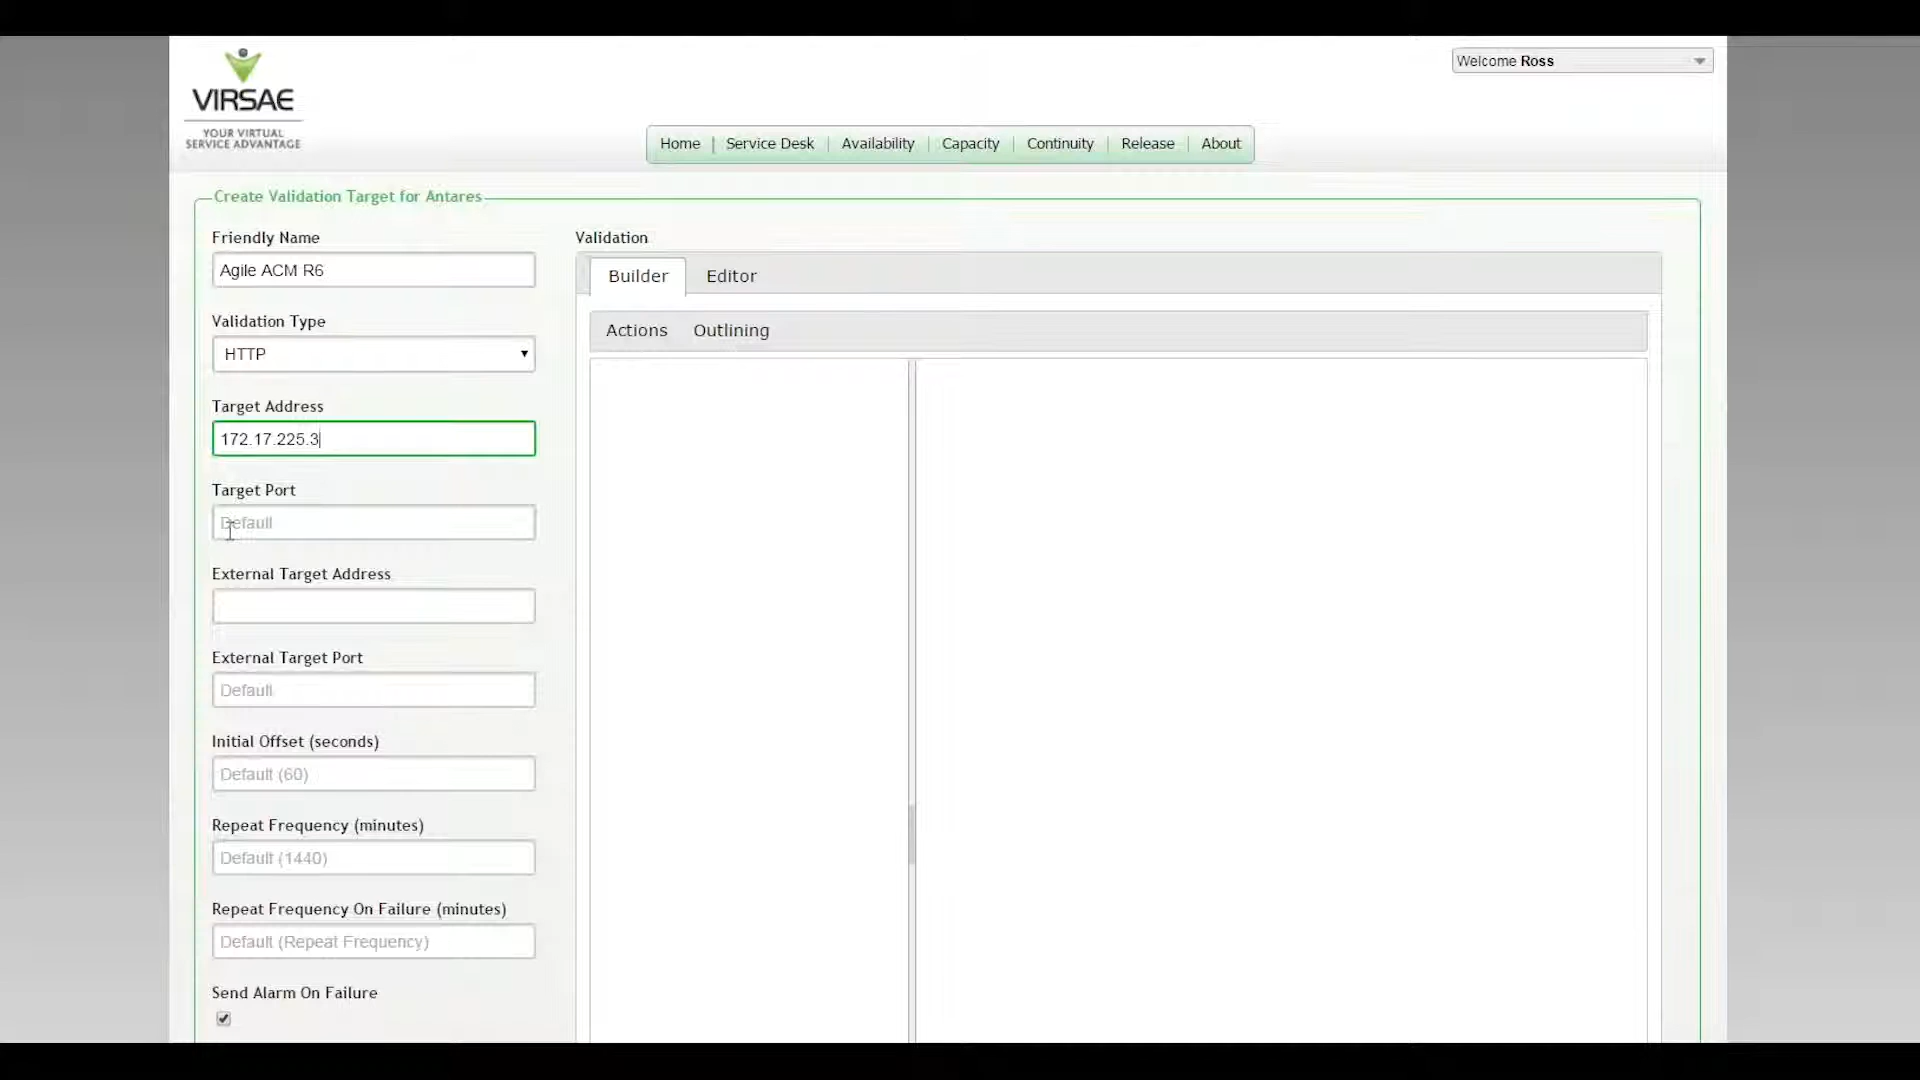 VIRSAE
YOUR VIRTUAL
SERVICE ADVANTAGE
Welcome Ross
Home | Service Desk | Availability | Capacity | Continuity | Release | About
Create Validation Target for Antares
Friendly Name
Agile ACM R6
Validation Type
HTTP
Target Address
172.17.225.3
Target Port
Default
External Target Address
External Target Port
Default
Initial Offset (seconds)
Default (60)
Repeat Frequency (minutes)
Default (1440)
Repeat Frequency On Failure (minutes)
Default (Repeat Frequency)
Send Alarm On Failure
Validation
Builder Editor
Actions Outlining